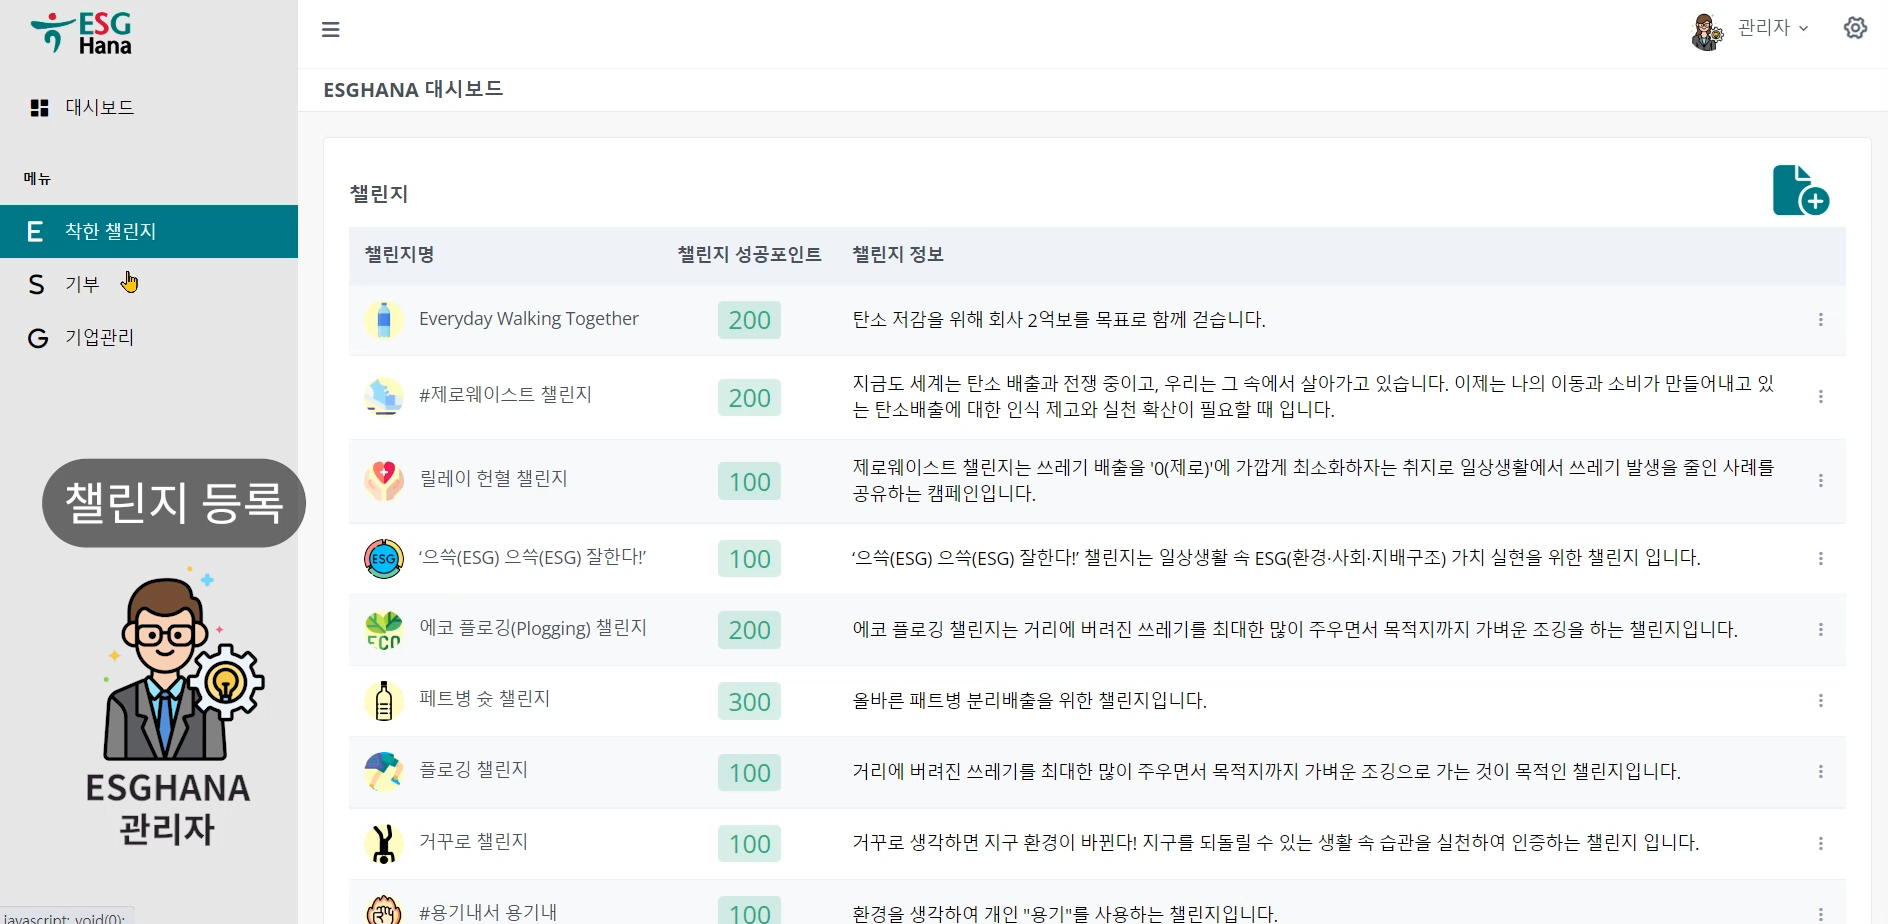 ESG
Hana
관리자
대시보드
ESGHANA 대시보드
메뉴
E 착한 챌린지
S 기부
G 기업관리
챌린지 등록
ESGHANA
관리자
챌린지
챌린지명 챌린지 성공포인트 챌린지 정보
Everyday Walking Together 200 탄소 저감을 위해 회사 2억보를 목표로 함께 걷습니다.
#제로웨이스트 챌린지 200 지금도 세계는 탄소 배출과 전쟁 중이고, 우리는 그 속에서 살아가고 있습니다. 이제는 나의 이동과 소비가 만들어내고 있
는 탄소배출에 대한 인식 제고와 실천 확산이 필요할 때 입니다.
릴레이 헌혈 챌린지 100 제로웨이스트 챌린지는 쓰레기 배출을 '0(제로)'에 가깝게 최소화하자는 취지로 일상생활에서 쓰레기 발생을 줄인 사례를
공유하는 캠페인입니다.
ESG ‘으쓱(ESG) 으쓱(ESG) 잘한다!’ 100 ‘으쓱(ESG) 으쓱(ESG) 잘한다!’ 챌린지는 일상생활 속 ESG(환경·사회·지배구조) 가치 실현을 위한 챌린지 입니다.
ECO 에코 플로깅(Plogging) 챌린지 200 에코 플로깅 챌린지는 거리에 버려진 쓰레기를 최대한 많이 주우면서 목적지까지 가벼운 조깅을 하는 챌린지입니다.
페트병 슛 챌린지 300 올바른 패트병 분리배출을 위한 챌린지입니다.
플로깅 챌린지 100 거리에 버려진 쓰레기를 최대한 많이 주우면서 목적지까지 가벼운 조깅으로 가는 것이 목적인 챌린지입니다.
거꾸로 챌린지 100 거꾸로 생각하면 지구 환경이 바뀐다! 지구를 되돌릴 수 있는 생활 속 습관을 실천하여 인증하는 챌린지 입니다.
#용기내서 용기내 100 환경을 생각하여 개인 "용기"를 사용하는 챌린지입니다.
javascript: void(0);